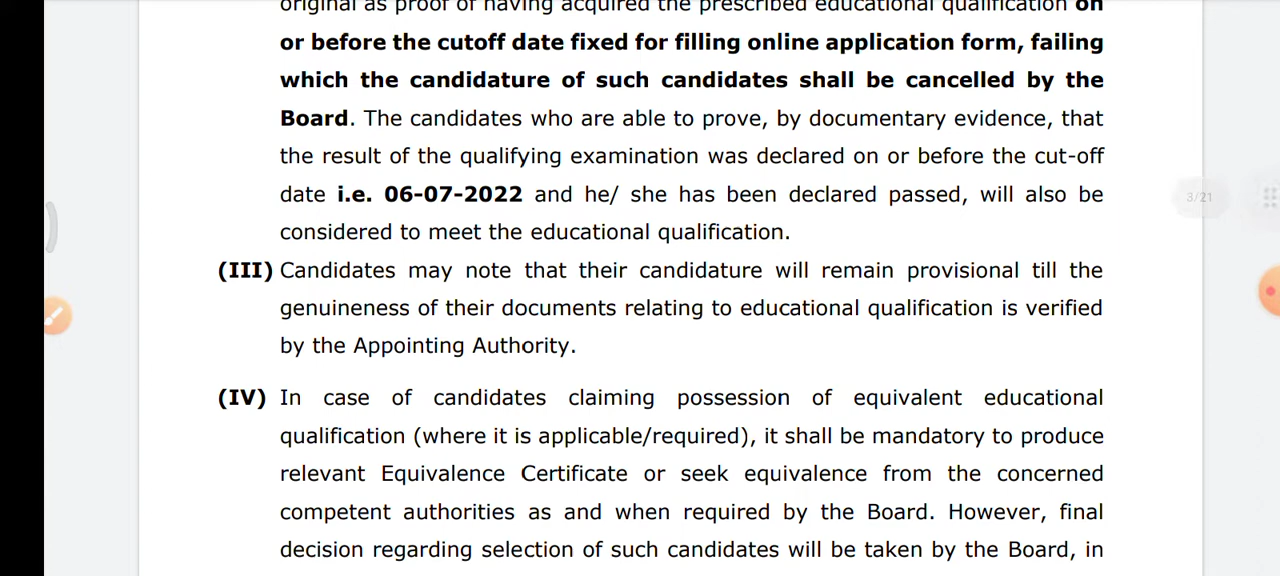 original as proof of having acquired the prescribed educational qualification on
or before the cutoff date fixed for filling online application form, failing
which the candidature of such candidates shall be cancelled by the
Board. The candidates who are able to prove, by documentary evidence, that
the result of the qualifying examination was declared on or before the cut-off
date i.e. 06-07-2022 and he/ she has been declared passed, will also be
3/21
considered to meet the educational qualification.
(III) Candidates may note that their candidature will remain provisional till the
genuineness of their documents relating to educational qualification is verified
by the Appointing Authority.
(IV) In case of candidates claiming possession of equivalent educational
qualification (where it is applicable/required), it shall be mandatory to produce
relevant Equivalence Certificate or seek equivalence from the concerned
competent authorities as and when required by the Board. However, final
decision regarding selection of such candidates will be taken by the Board, in